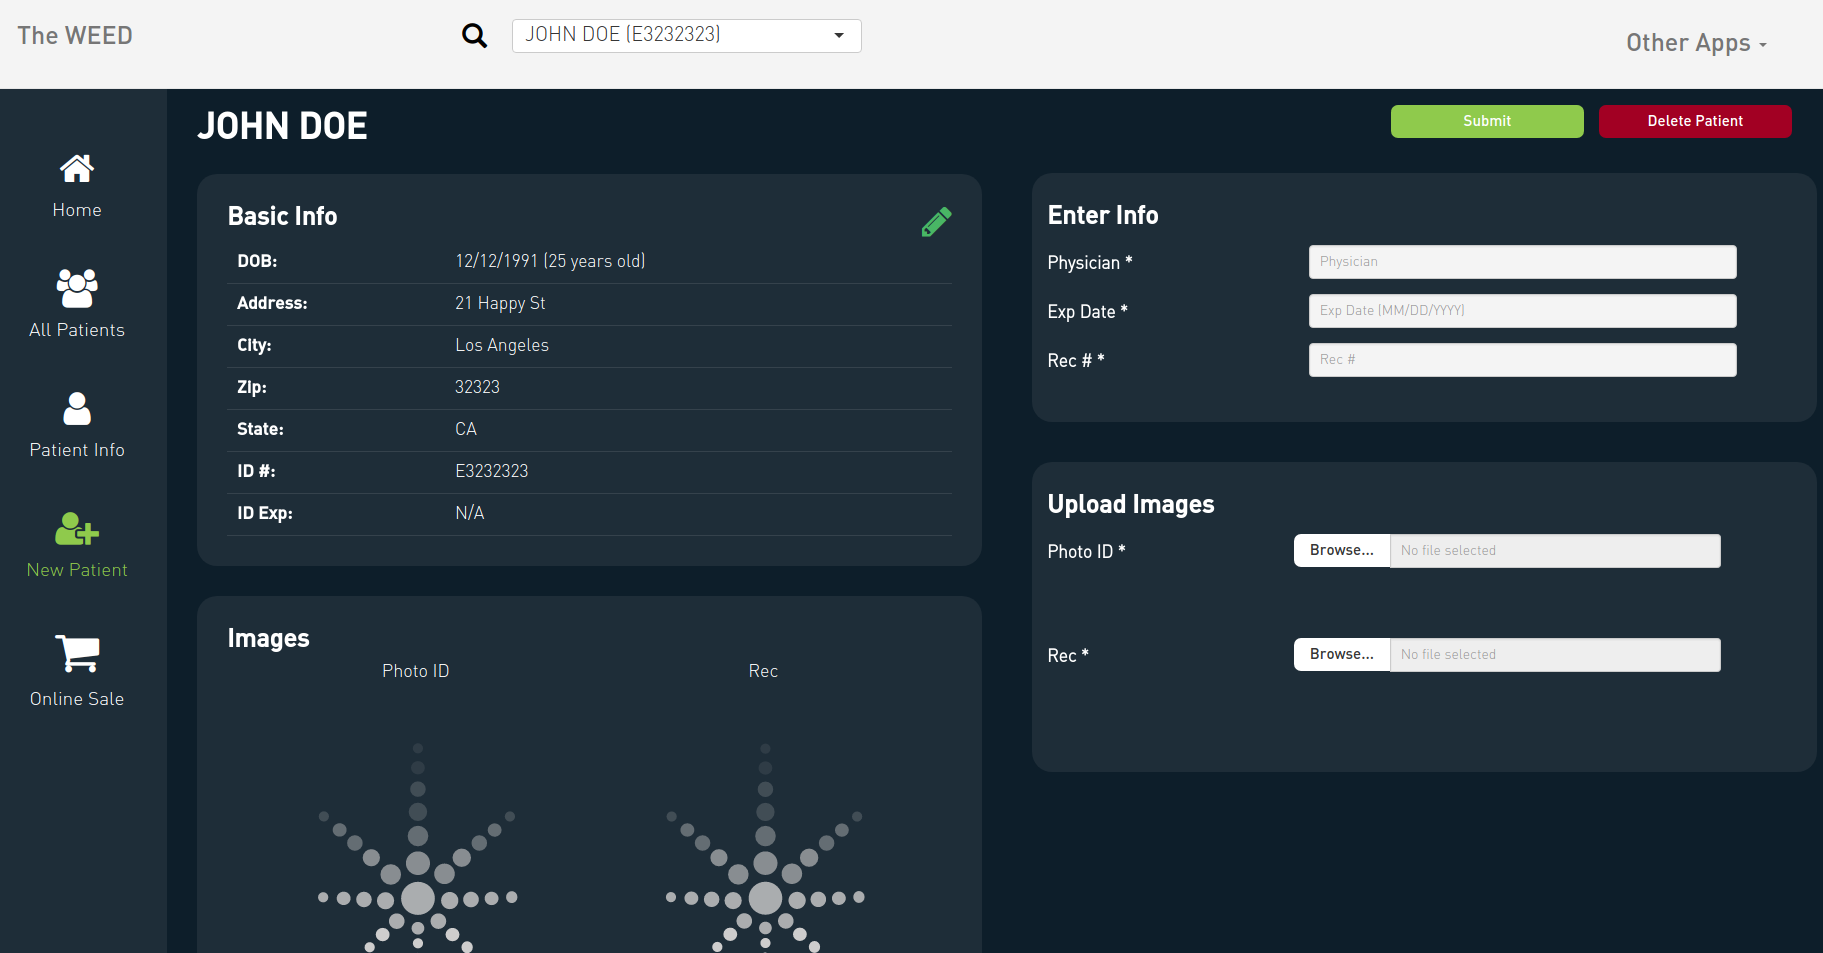 The WEED
JOHN DOE (E3232323)
Other Apps
Home
All Patients
Patient Info
New Patient
Online Sale
JOHN DOE
Submit
Delete Patient
Basic Info
DOB: 12/12/1991 (25 years old)
Address: 21 Happy St
City: Los Angeles
Zip: 32323
State: CA
ID #: E3232323
ID Exp: N/A
Images
Photo ID Rec
Enter Info
Physician * Physician
Exp Date * Exp Date (MM/DD/YYYY)
Rec # * Rec #
Upload Images
Photo ID * Browse... No file selected
Rec * Browse... No file selected